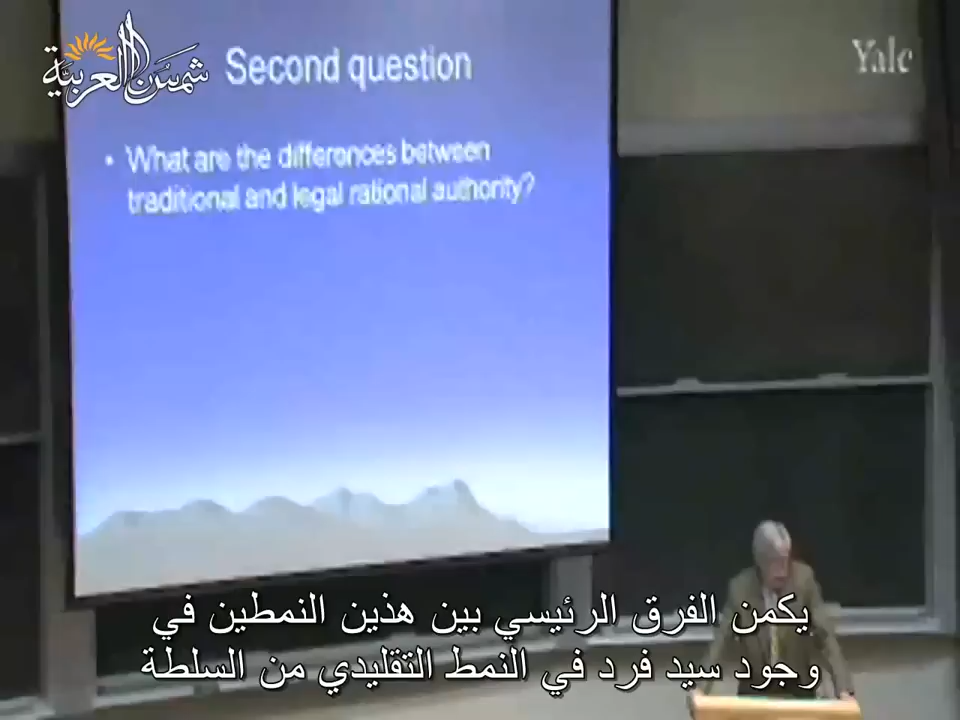 شمس العربية
Yale
Second question
• What are the differences between
traditional and legal rational authority?
يكمن الفرق الرئيسي بين هذين النمطين في
وجود سيد فرد في النمط التقليدي من السلطة